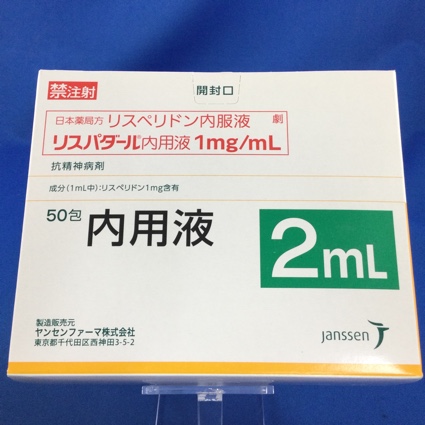 禁注射
開封口
日本薬局方 リスペリドン内服液 劇
リスパダール®内用液1mg/mL
抗精神病剤
成分(1mL中):リスペリドン1mg含有
50包 内用液 2mL
製造販売元
ヤンセンファーマ株式会社
東京都千代田区西神田3-5-2
janssen